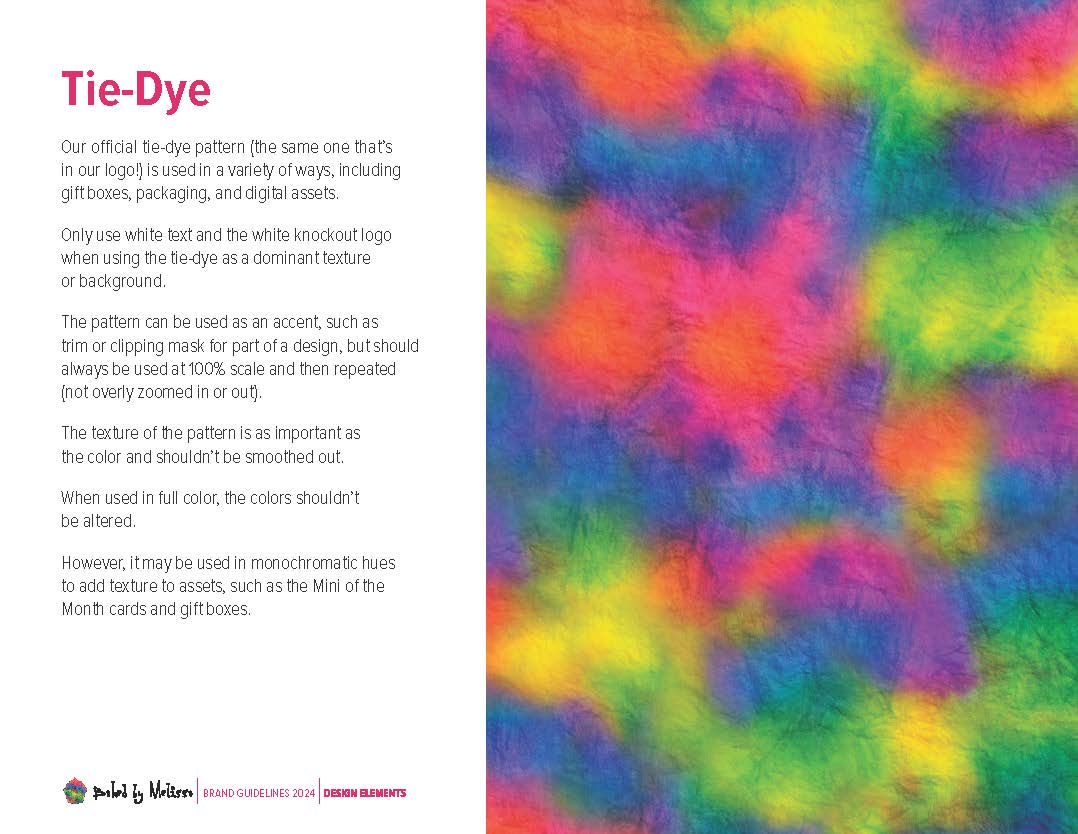 Tie-Dye
Our official tie-dye pattern (the same one that's
in our logo!) is used in a variety of ways, including
gift boxes, packaging, and digital assets.
Only use white text and the white knockout logo
when using the tie-dye as a dominant texture
or background.
The pattern can be used as an accent, such as
trim or clipping mask for part of a design, but should
always be used at 100% scale and then repeated
(not overly zoomed in or out).
The texture of the pattern is as important as
the color and shouldn't be smoothed out.
When used in full color, the colors shouldn't
be altered.
However, it may be used in monochromatic hues
to add texture to assets, such as the Mini of the
Month cards and gift boxes.
Baked by Melissa BRAND GUIDELINES 2024 DESIGN ELEMENTS